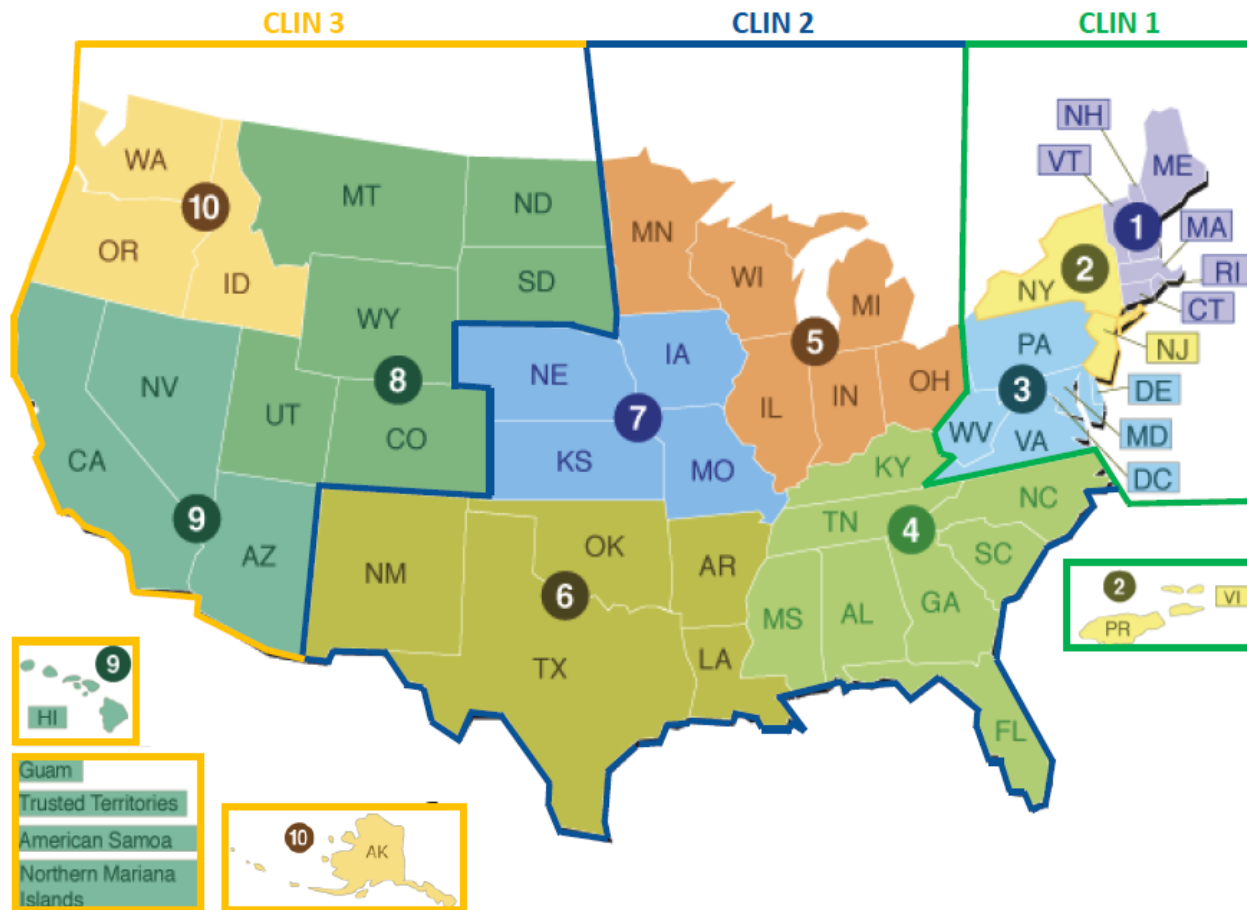 CLIN 3
CLIN 2
CLIN 1
NH
VT
ME
WA
MT
ND
MN
10
1
OR
ID
SD
WI
MI
2
MA
NY
RI
CT
WY
5
IA
PA
NJ
NV
8
NE
OH
3
DE
UT
CO
7
IL
IN
WV
VA
MD
CA
KS
MO
KY
DC
9
AZ
NM
OK
6
AR
TN
4
NC
SC
MS
AL
GA
2
VI
PR
TX
LA
FL
9
HI
Guam
Trusted Territories
American Samoa
Northern Mariana
Islands
10
AK